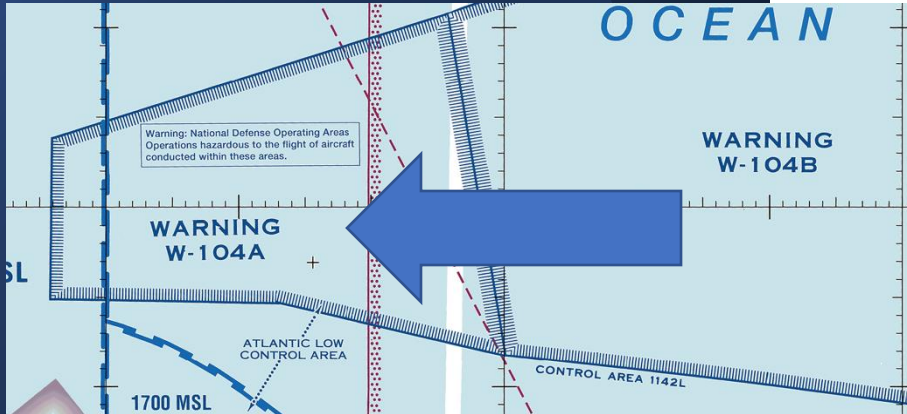 OCEAN
Warning: National Defense Operating Areas
Operations hazardous to the flight of aircraft
conducted within these areas.
WARNING
W-104B
WARNING
W-104A
SL
ATLANTIC LOW
CONTROL AREA
CONTROL AREA 1142L
1700 MSL